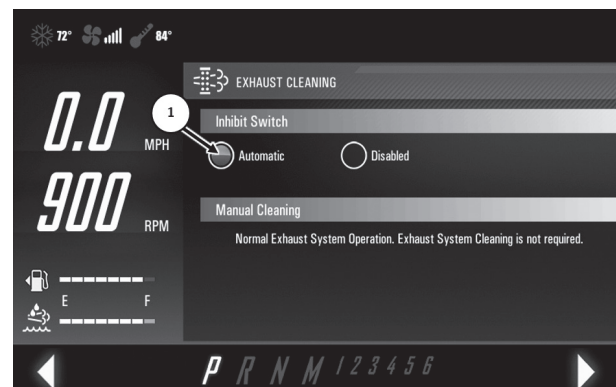 72° 84°
EXHAUST CLEANING
1
Inhibit Switch
0.0 MPH
Automatic Disabled
900 RPM
Manual Cleaning
Normal Exhaust System Operation. Exhaust System Cleaning is not required.
E F
P R N M 1 2 3 4 5 6